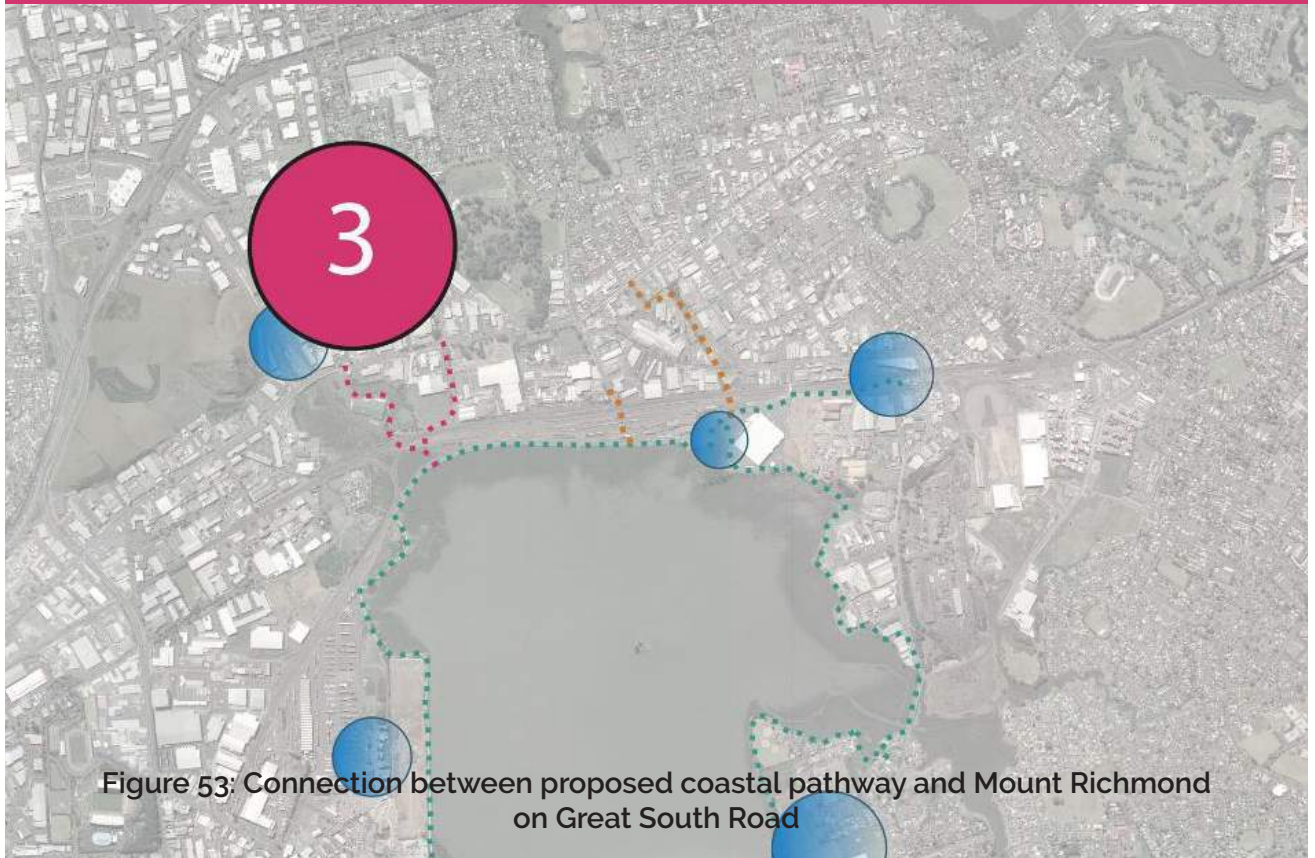 3
Figure 53: Connection between proposed coastal pathway and Mount Richmond
on Great South Road